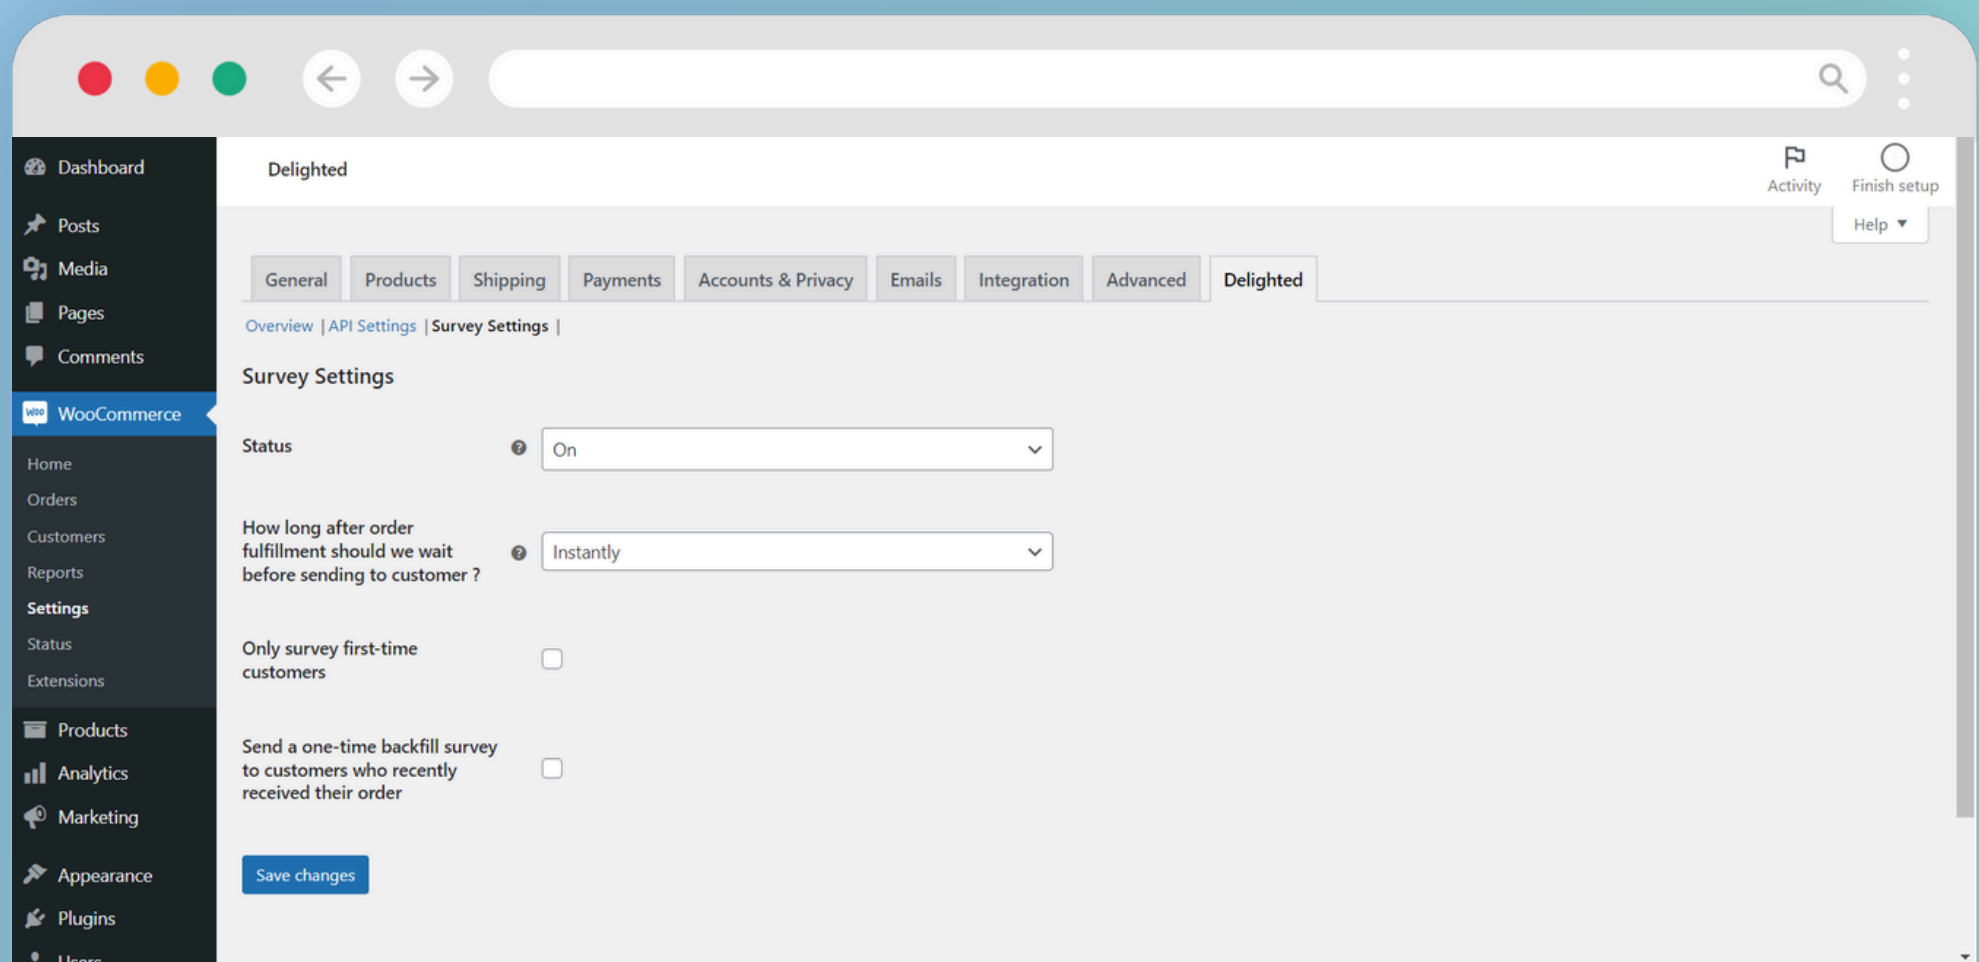 Dashboard
Posts
Media
Pages
Comments
Woo WooCommerce
Home
Orders
Customers
Reports
Settings
Status
Extensions
Products
Analytics
Marketing
Appearance
Plugins
Users
Delighted
Activity
Finish setup
Help
General Products Shipping Payments Accounts & Privacy Emails Integration Advanced Delighted
Overview | API Settings | Survey Settings |
Survey Settings
Status ? On
How long after order
fulfillment should we wait
before sending to customer ?
? Instantly
Only survey first-time
customers
Send a one-time backfill survey
to customers who recently
received their order
Save changes